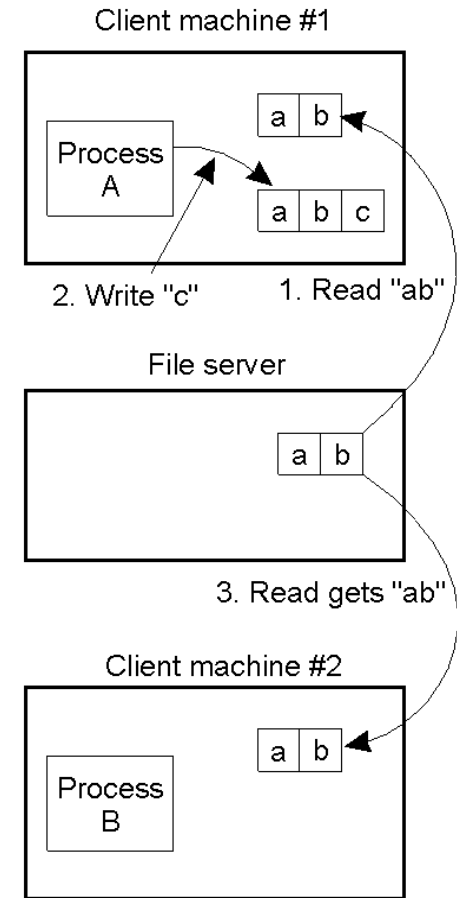 Client machine #1
a b
Process
A
a b c
2. Write "c"
1. Read "ab"
File server
a b
3. Read gets "ab"
Client machine #2
a b
Process
B